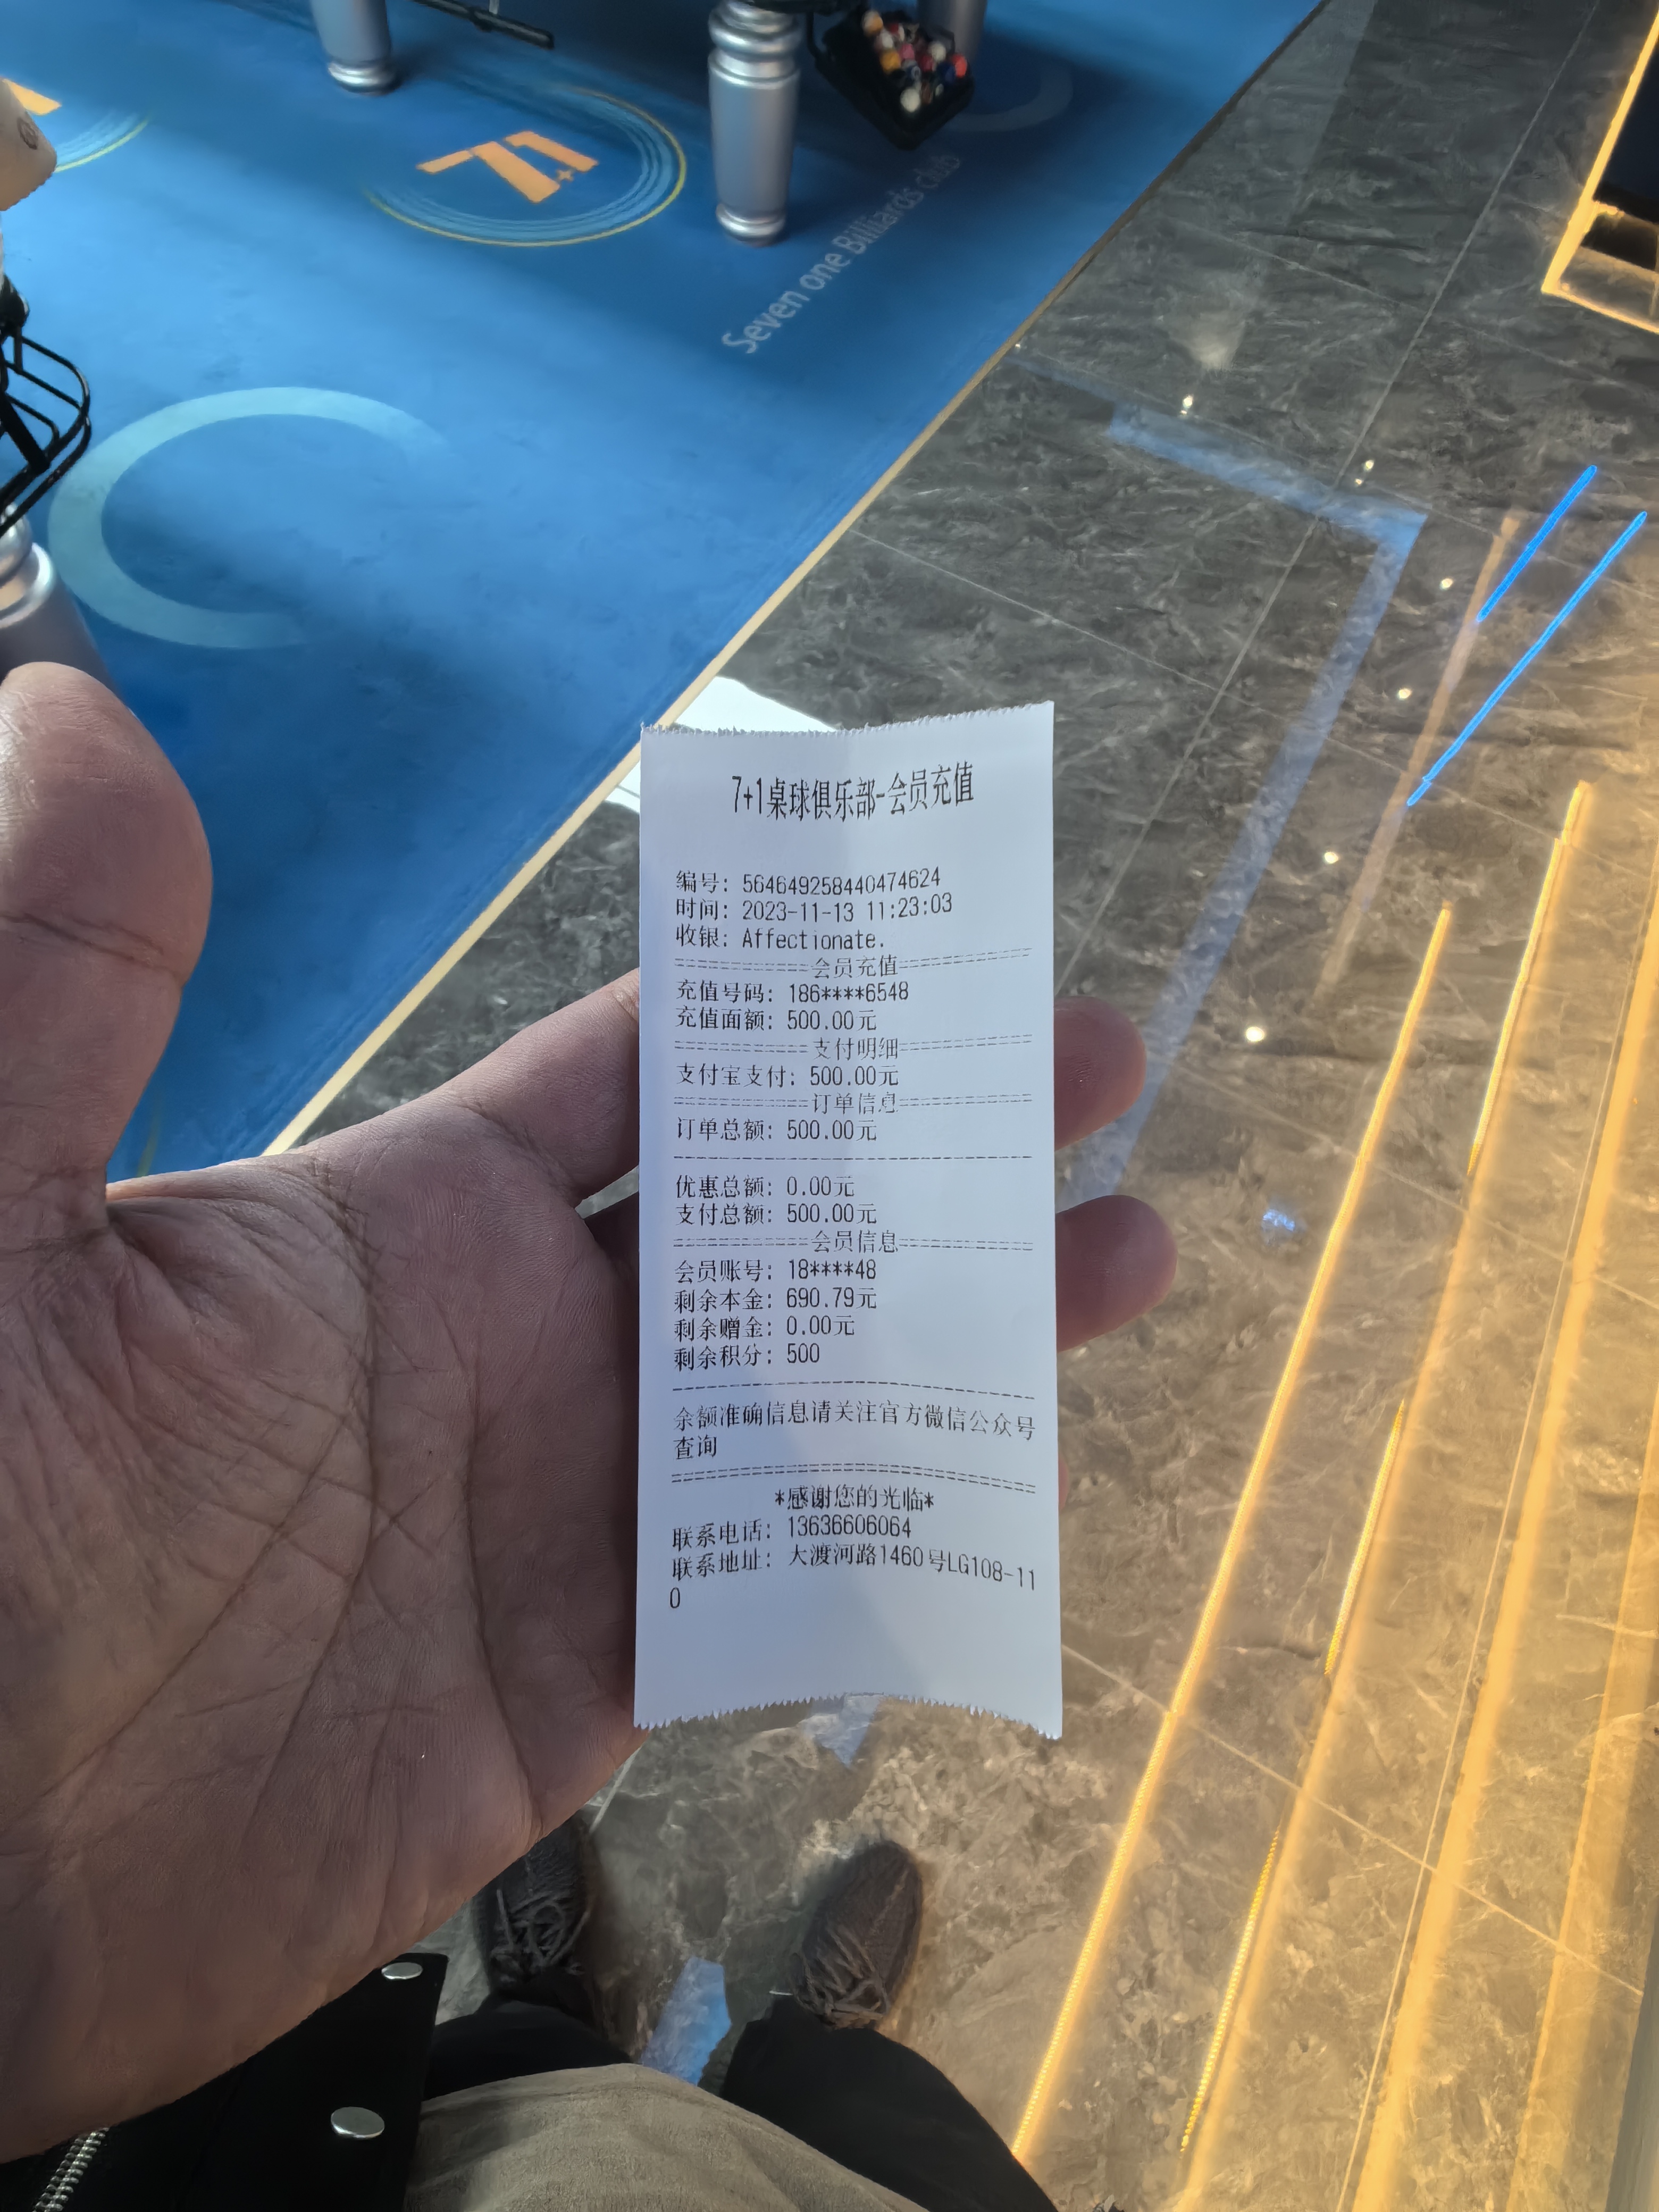 7+1
Seven one Billiards club
7+1桌球俱乐部-会员充值
编号: 564649258440474624
时间: 2023-11-13 11:23:03
收银: Affectionate.
==========会员充值==========
充值号码: 186****6548
充值面额: 500.00元
==========支付明细==========
支付宝支付: 500.00元
==========订单信息==========
订单总额: 500.00元
--------------------------------
优惠总额: 0.00元
支付总额: 500.00元
==========会员信息==========
会员账号: 18****48
剩余本金: 690.79元
剩余赠金: 0.00元
剩余积分: 500
--------------------------------
余额准确信息请关注官方微信公众号
查询
================================
*感谢您的光临*
联系电话: 13636606064
联系地址: 大渡河路1460号LG108-11
0